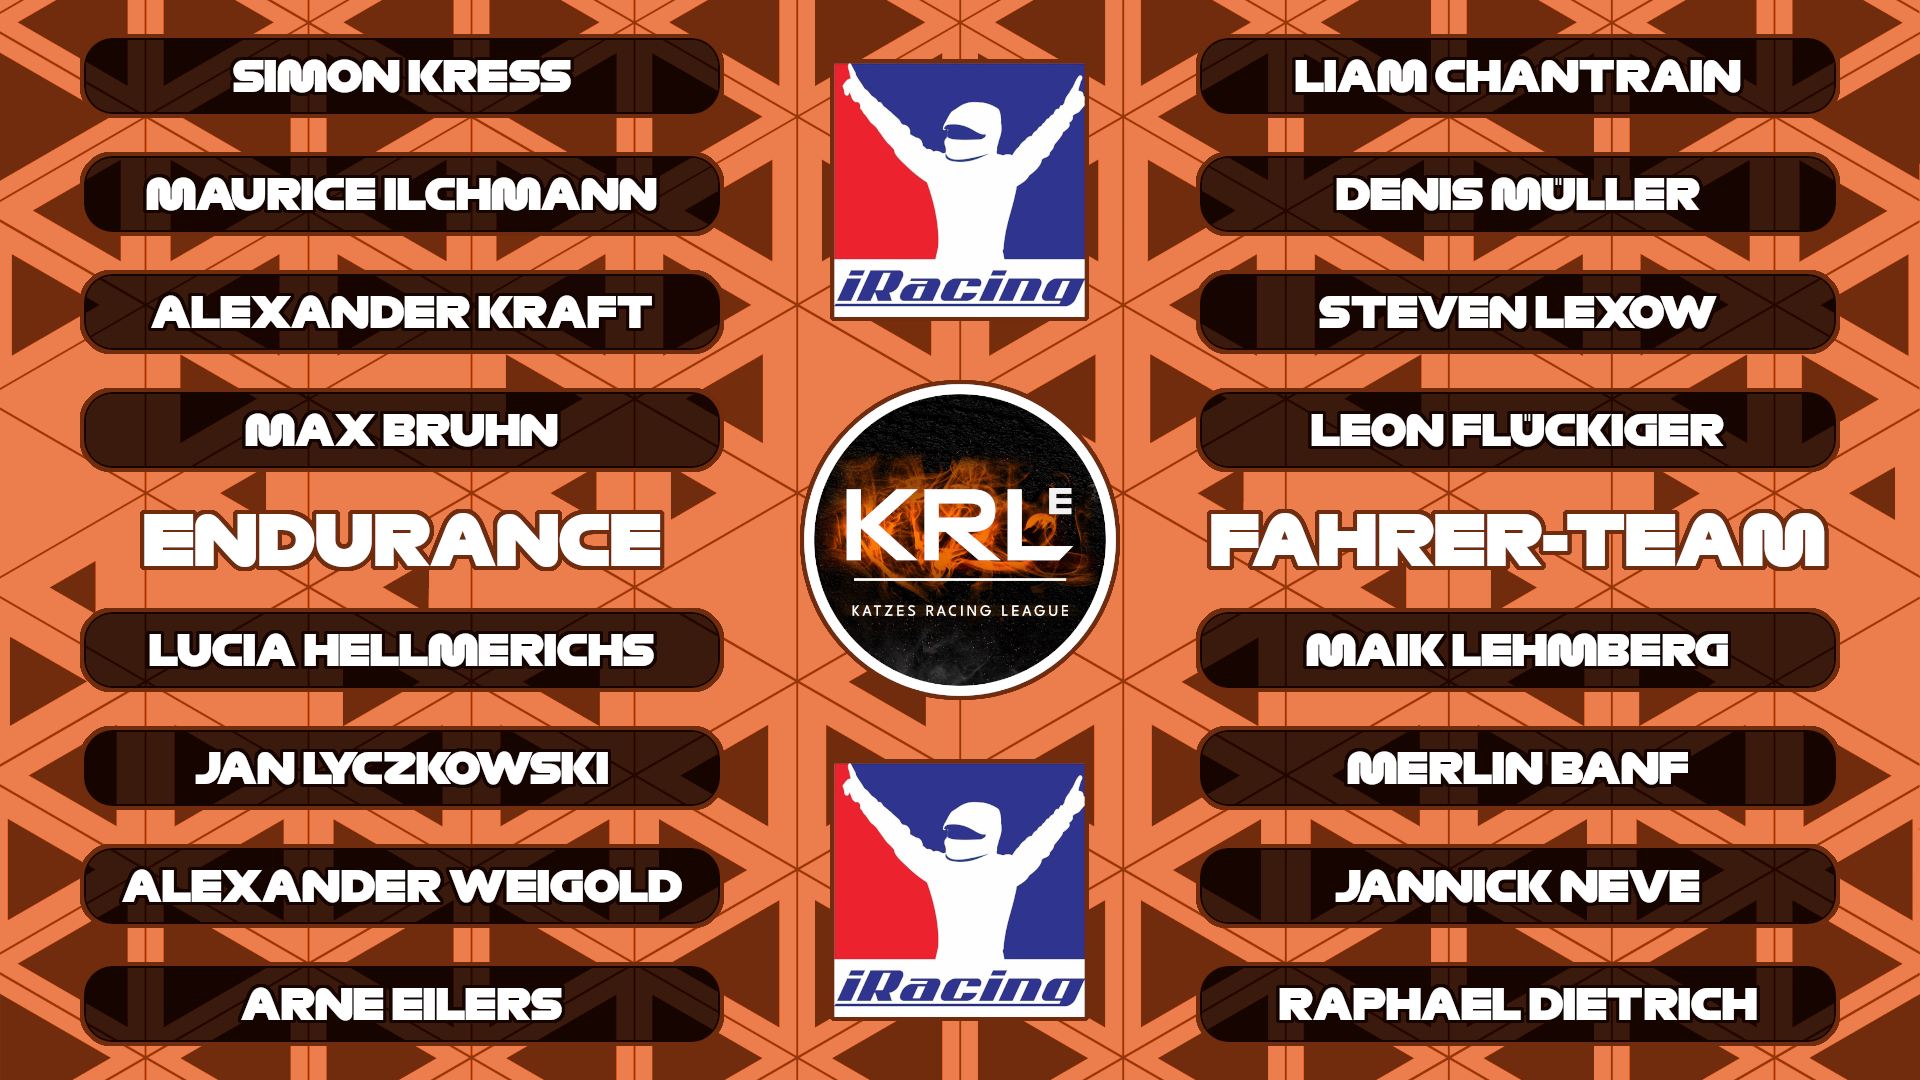 SIMON KRESS
MAURICE ILCHMANN
ALEXANDER KRAFT
MAX BRUHN
ENDURANCE
LUCIA HELLMERICHS
JAN LYCZKOWSKI
ALEXANDER WEIGOLD
ARNE EILERS
iRacing
KRL E
KATZES RACING LEAGUE
iRacing
LIAM CHANTRAIN
DENIS MÜLLER
STEVEN LEXOW
LEON FLÜCKIGER
FAHRER-TEAM
MAIK LEHMBERG
MERLIN BANF
JANNICK NEVE
RAPHAEL DIETRICH